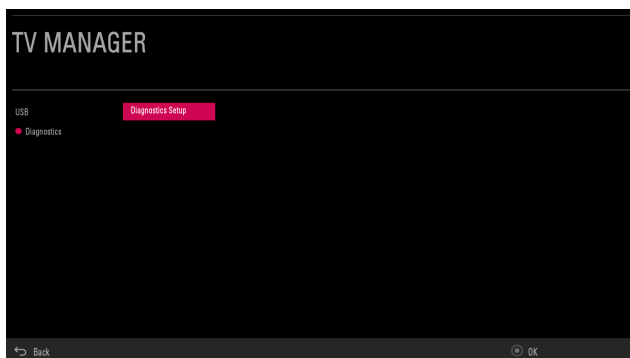 TV MANAGER
USB
Diagnostics Setup
Diagnostics
Back
OK